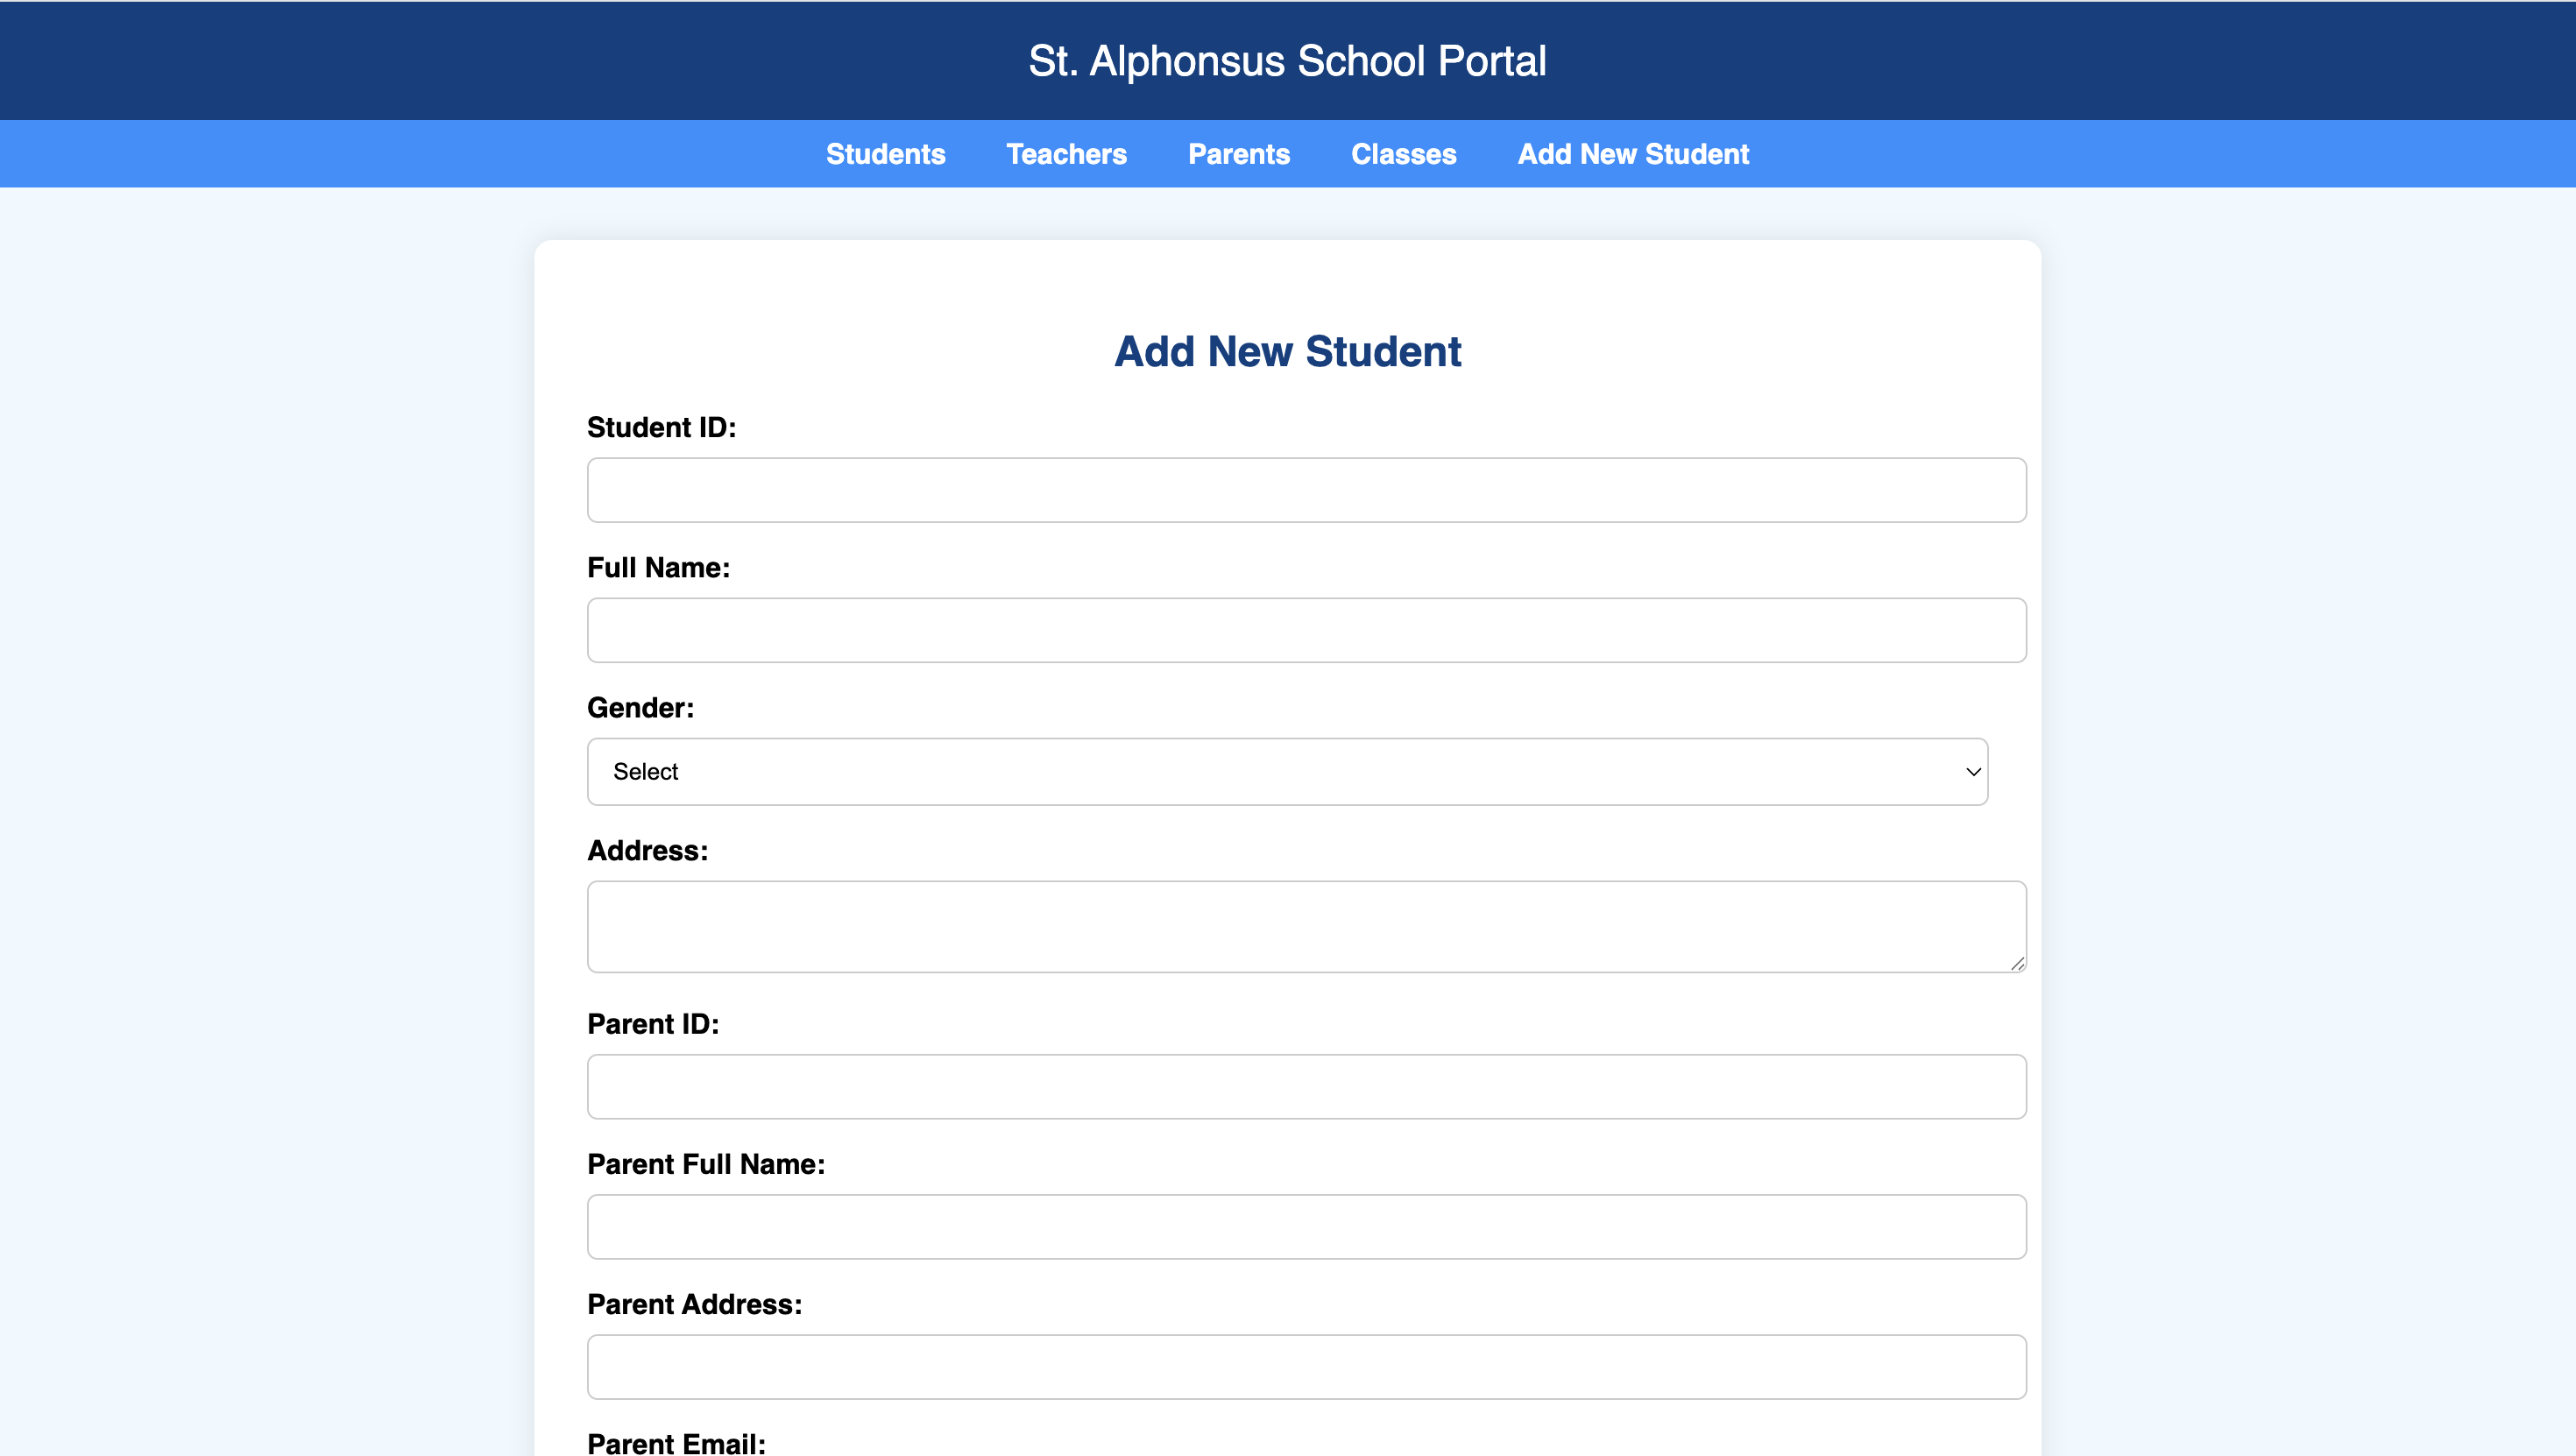 St. Alphonsus School Portal
Students Teachers Parents Classes Add New Student
Add New Student
Student ID:
Full Name:
Gender:
Select
Address:
Parent ID:
Parent Full Name:
Parent Address:
Parent Email: